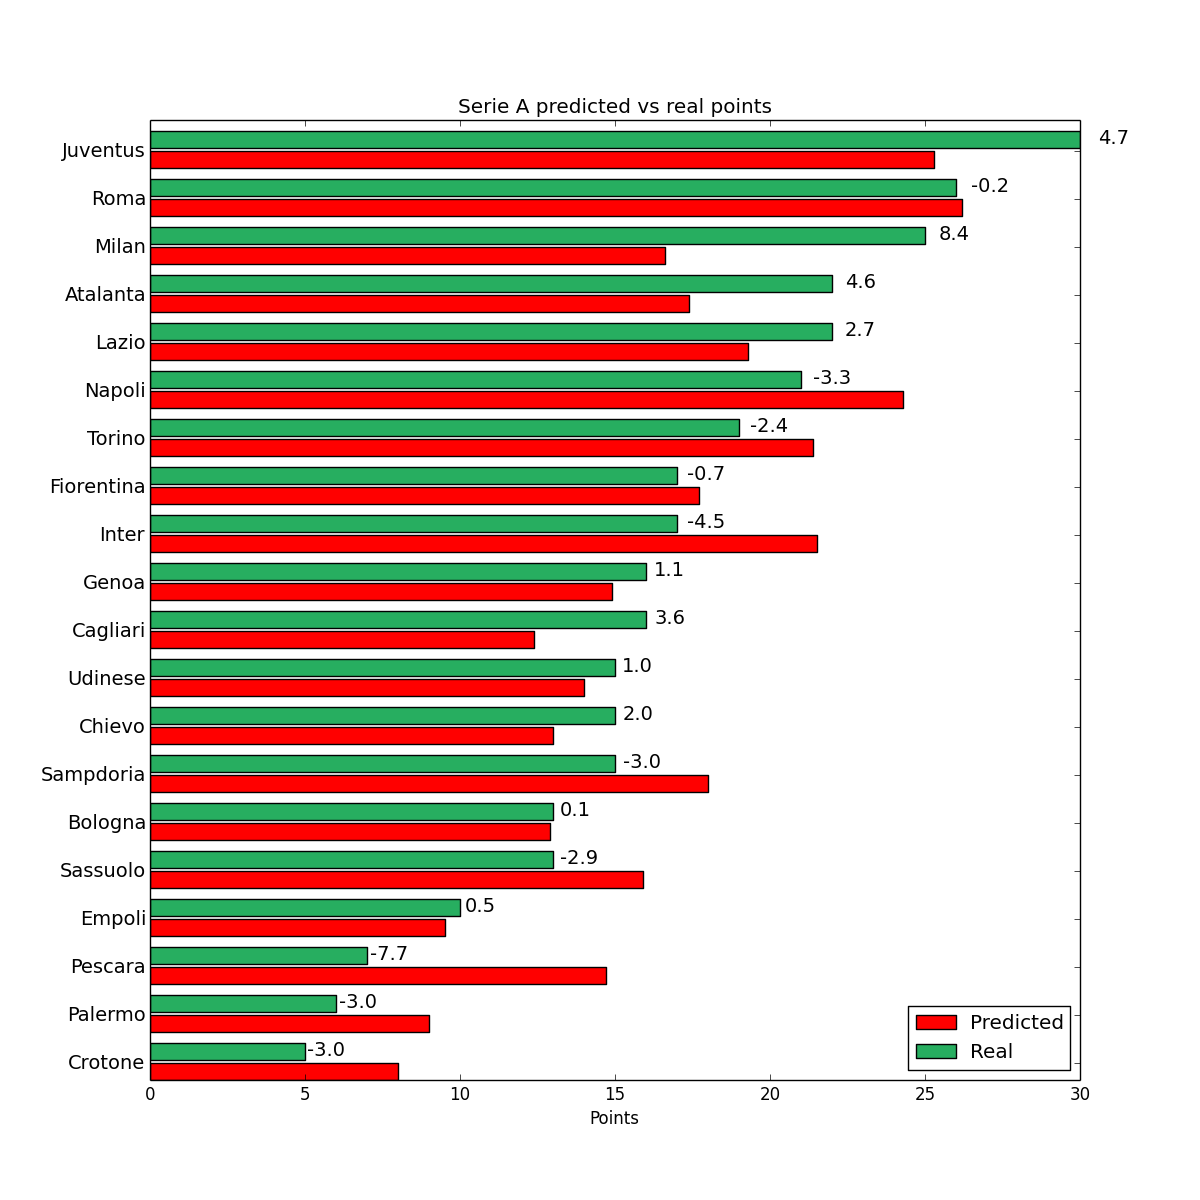 Serie A predicted vs real points
Juventus 4.7
Roma -0.2
Milan 8.4
Atalanta 4.6
Lazio 2.7
Napoli -3.3
Torino -2.4
Fiorentina -0.7
Inter -4.5
Genoa 1.1
Cagliari 3.6
Udinese 1.0
Chievo 2.0
Sampdoria -3.0
Bologna 0.1
Sassuolo -2.9
Empoli 0.5
Pescara -7.7
Palermo -3.0
Crotone -3.0
Predicted
Real
0 5 10 15 20 25 30
Points